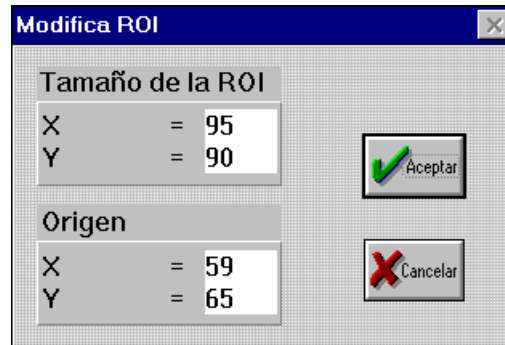 Modifica ROI
Tamaño de la ROI
X = 95
Y = 90
Aceptar
Origen
X = 59
Y = 65
Cancelar